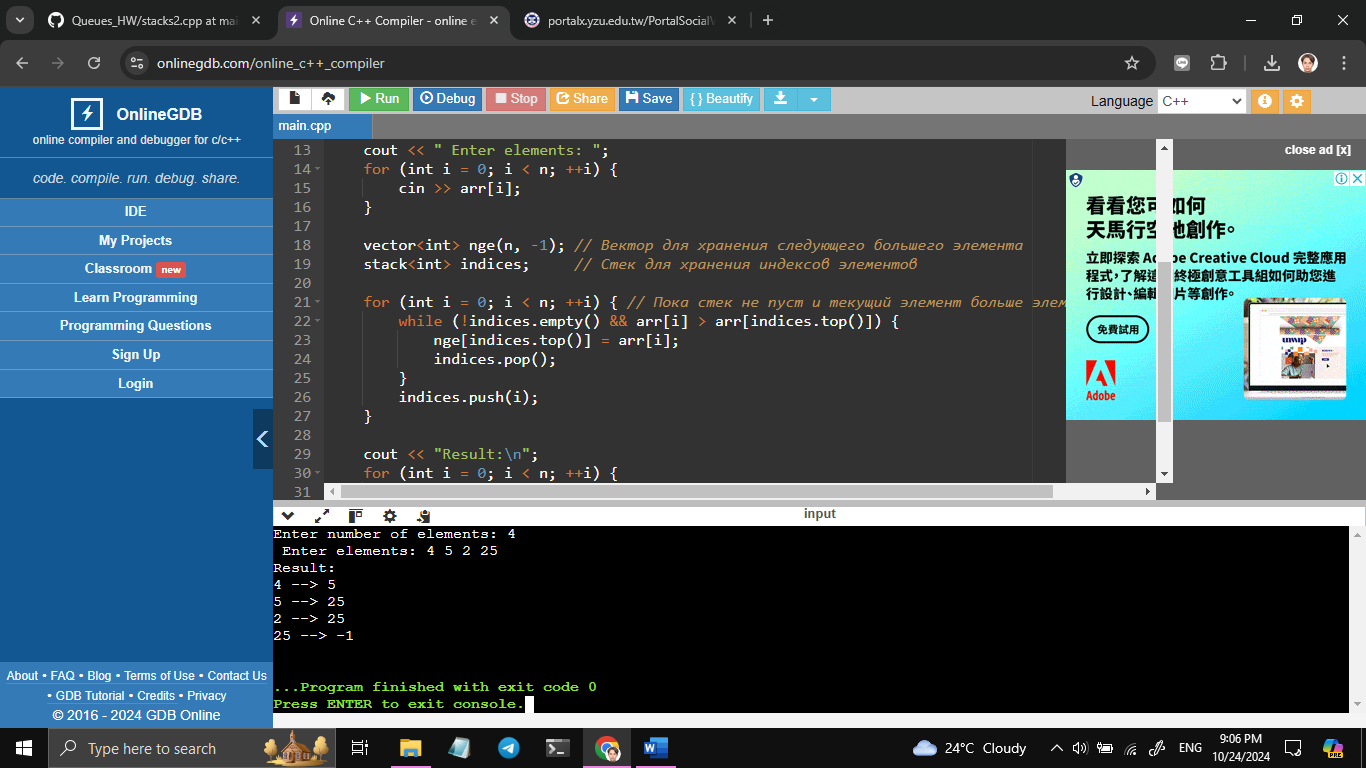 Queues_HW/stacks2.cpp at mai
Online C++ Compiler - online e
portalx.yzu.edu.tw/PortalSocialV
onlinegdb.com/online_c++_compiler
OnlineGDB
online compiler and debugger for c/c++
code. compile. run. debug. share.
IDE
My Projects
Classroom new
Learn Programming
Programming Questions
Sign Up
Login
About • FAQ • Blog • Terms of Use • Contact Us
• GDB Tutorial • Credits • Privacy
© 2016 - 2024 GDB Online
Run Debug Stop Share Save { } Beautify
Language C++
main.cpp
13 cout << " Enter elements: ";
14 for (int i = 0; i < n; ++i) {
15 cin >> arr[i];
16 }
17
18 vector<int> nge(n, -1); // Вектор для хранения следующего большего элемента
19 stack<int> indices; // Стек для хранения индексов элементов
20
21 for (int i = 0; i < n; ++i) { // Пока стек не пуст и текущий элемент больше элем
22 while (!indices.empty() && arr[i] > arr[indices.top()]) {
23 nge[indices.top()] = arr[i];
24 indices.pop();
25 }
26 indices.push(i);
27 }
28
29 cout << "Result:\n";
30 for (int i = 0; i < n; ++i) {
31
close ad [x]
看看您可如何
天馬行空地創作。
立即探索 Adobe Creative Cloud 完整應用
程式，了解這終極創意工具組如何助您進
行設計、編輯片等創作。
免費試用
Adobe
input
Enter number of elements: 4
Enter elements: 4 5 2 25
Result:
4 --> 5
5 --> 25
2 --> 25
25 --> -1
...Program finished with exit code 0
Press ENTER to exit console.
Type here to search
24°C Cloudy
ENG
9:06 PM
10/24/2024